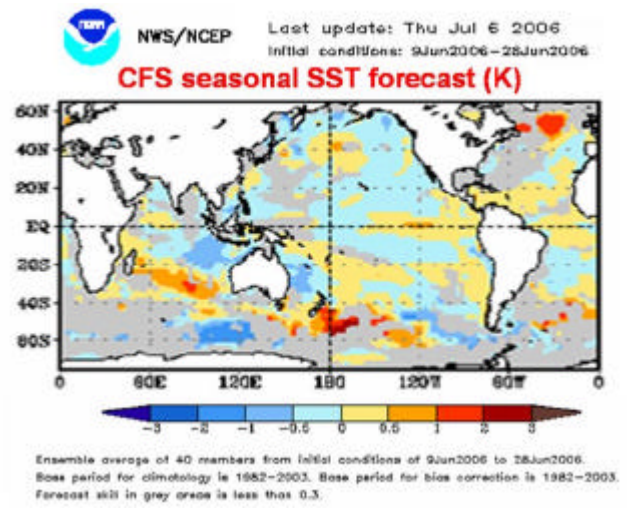 noaa
NWS/NCEP
Last update: Thu Jul 6 2006
Initial conditions: 9Jun2006-28Jun2006
CFS seasonal SST forecast (K)
60N
40N
20N
EQ
20S
40S
60S
0 60E 120E 180 120W 60W 0
-3 -2 -1 -0.5 0 0.5 1 2 3
Ensemble average of 40 members from initial conditions of 9Jun2006 to 28Jun2006.
Base period for climatology is 1982-2003. Base period for bias correction is 1982-2003.
Forecast skill in grey areas is less than 0.3.